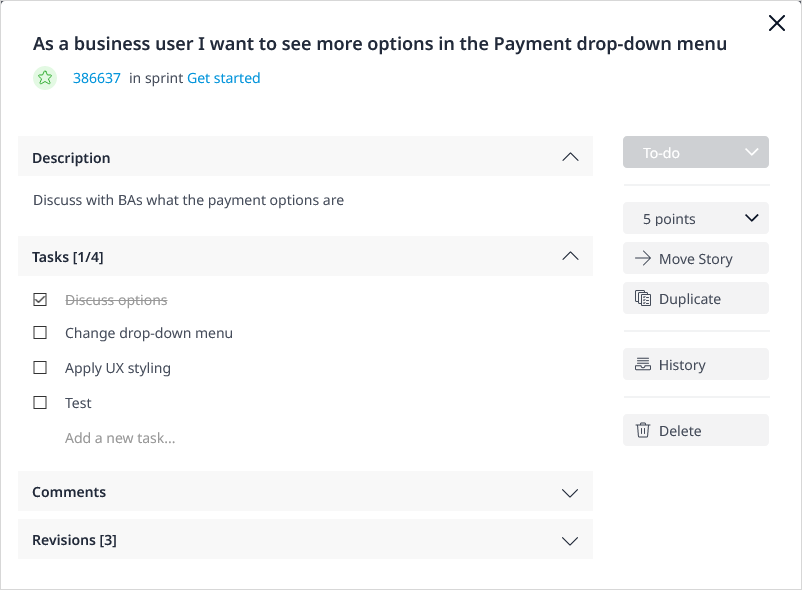 As a business user I want to see more options in the Payment drop-down menu
386637 in sprint Get started
Description
Discuss with BAs what the payment options are
Tasks [1/4]
Discuss options
Change drop-down menu
Apply UX styling
Test
Add a new task...
Comments
Revisions [3]
To-do
5 points
Move Story
Duplicate
History
Delete